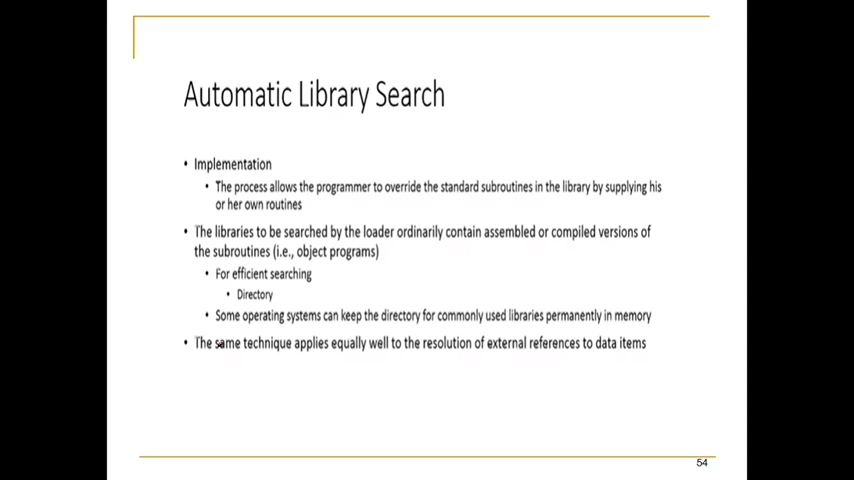 Automatic Library Search
• Implementation
• The process allows the programmer to override the standard subroutines in the library by supplying his
or her own routines
• The libraries to be searched by the loader ordinarily contain assembled or compiled versions of
the subroutines (i.e., object programs)
• For efficient searching
• Directory
• Some operating systems can keep the directory for commonly used libraries permanently in memory
• The same technique applies equally well to the resolution of external references to data items
54